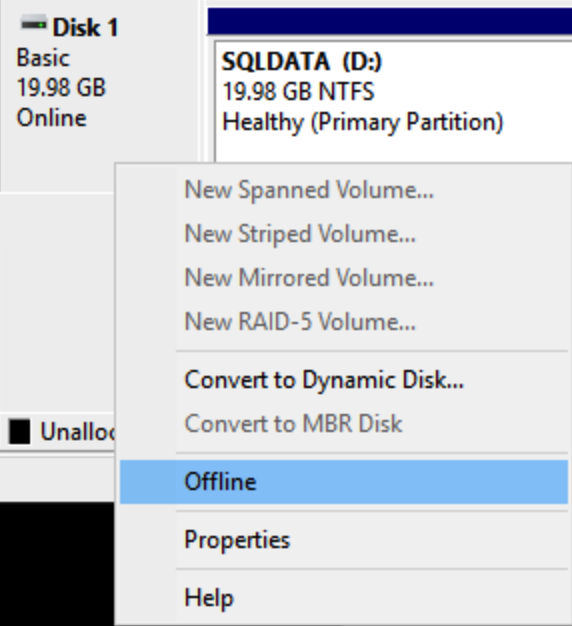 Disk 1
Basic
19.98 GB
Online
SQLDATA (D:)
19.98 GB NTFS
Healthy (Primary Partition)
New Spanned Volume...
New Striped Volume...
New Mirrored Volume...
New RAID-5 Volume...
Convert to Dynamic Disk...
Convert to MBR Disk
Unalloc
Offline
Properties
Help